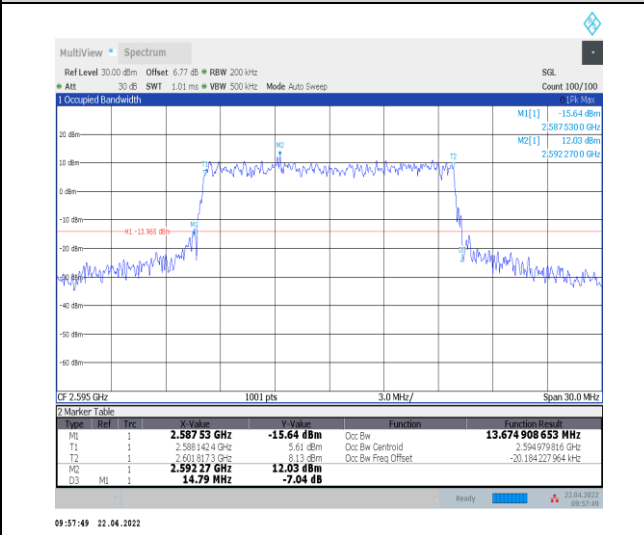 MultiView Spectrum
Ref Level 30.00 dBm Offset 6.77 dB RBW 200 kHz SGL
Att 30 dB SWT 1.01 ms VBW 500 kHz Mode Auto Sweep Count 100/100
1 Occupied Bandwidth 1Pk Max
M1[1] -15.64 dBm
2.587530 0 GHz
M2[1] 12.03 dBm
2.592270 0 GHz
20 dBm
M2
T1
T2
10 dBm
0 dBm
-10 dBm
M1
H1 -13.965 dBm
-20 dBm
D3
-30 dBm
-40 dBm
-50 dBm
-60 dBm
CF 2.595 GHz 1001 pts 3.0 MHz/ Span 30.0 MHz
2 Marker Table
Type Ref Trc X-Value Y-Value Function Function Result
M1 1 2.587 53 GHz -15.64 dBm Occ Bw 13.674 908 653 MHz
T1 1 2.588 142 4 GHz 5.61 dBm Occ Bw Centroid 2.594 979 816 GHz
T2 1 2.601 817 3 GHz 8.13 dBm Occ Bw Freq Offset -20.184 227 964 kHz
M2 1 2.592 27 GHz 12.03 dBm
D3 M1 1 14.79 MHz -7.04 dB
Ready 22.04.2022
09:57:49
09:57:49 22.04.2022